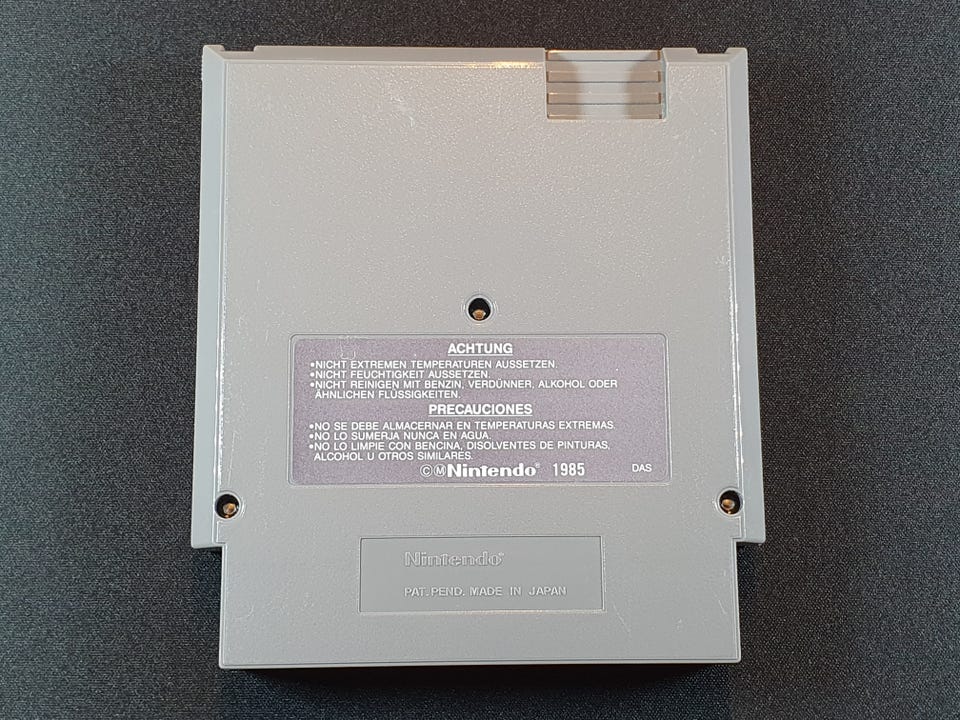 ACHTUNG
•NICHT EXTREMEN TEMPERATUREN AUSSETZEN.
•NICHT FEUCHTIGKEIT AUSSETZEN.
•NICHT REINIGEN MIT BENZIN, VERDÜNNER, ALKOHOL ODER
ÄHNLICHEN FLÜSSIGKEITEN.
PRECAUCIONES
•NO SE DEBE ALMACERNAR EN TEMPERATURAS EXTREMAS.
•NO LO SUMERJA NUNCA EN AGUA.
•NO LO LIMPIE CON BENCINA, DISOLVENTES DE PINTURAS,
ALCOHOL U OTROS SIMILARES.
©Ⓜ Nintendo® 1985 DAS
Nintendo®
PAT. PEND. MADE IN JAPAN